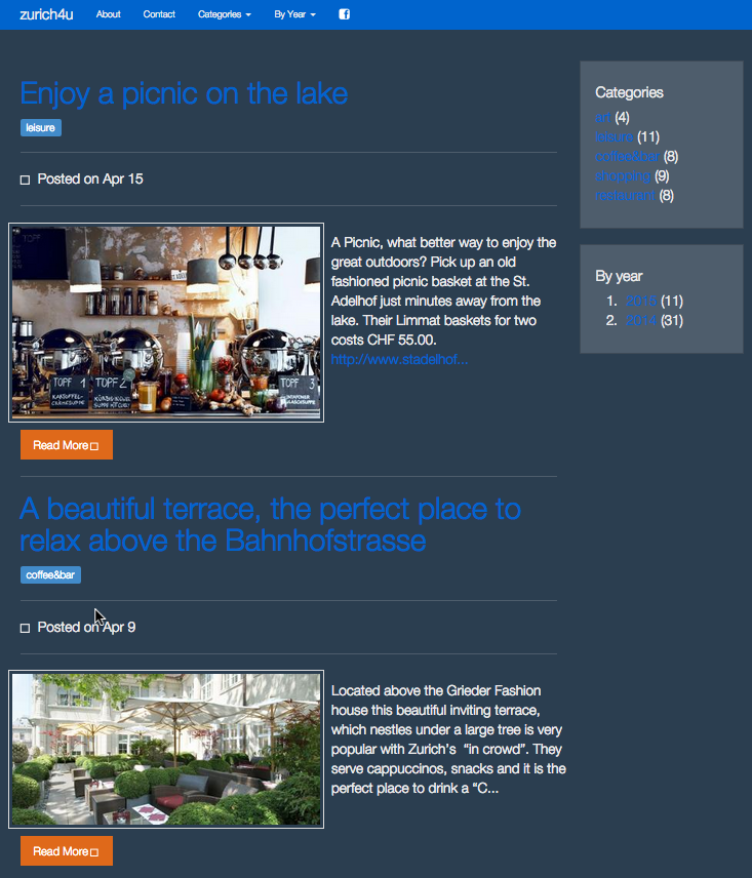 zurich4u About Contact Categories By Year
Enjoy a picnic on the lake
leisure
Posted on Apr 15
TOPF 1
TOPF 2
TOPF 3
A Picnic, what better way to enjoy the
great outdoors? Pick up an old
fashioned picnic basket at the St.
Adelhof just minutes away from the
lake. Their Limmat baskets for two
costs CHF 55.00.
http://www.stadelhof...
Read More
A beautiful terrace, the perfect place to
relax above the Bahnhofstrasse
coffee&bar
Posted on Apr 9
Located above the Grieder Fashion
house this beautiful inviting terrace,
which nestles under a large tree is very
popular with Zurich's "in crowd". They
serve cappuccinos, snacks and it is the
perfect place to drink a "C...
Read More
Categories
art (4)
leisure (11)
coffee&bar (8)
shopping (9)
restaurant (8)
By year
1. 2015 (11)
2. 2014 (31)